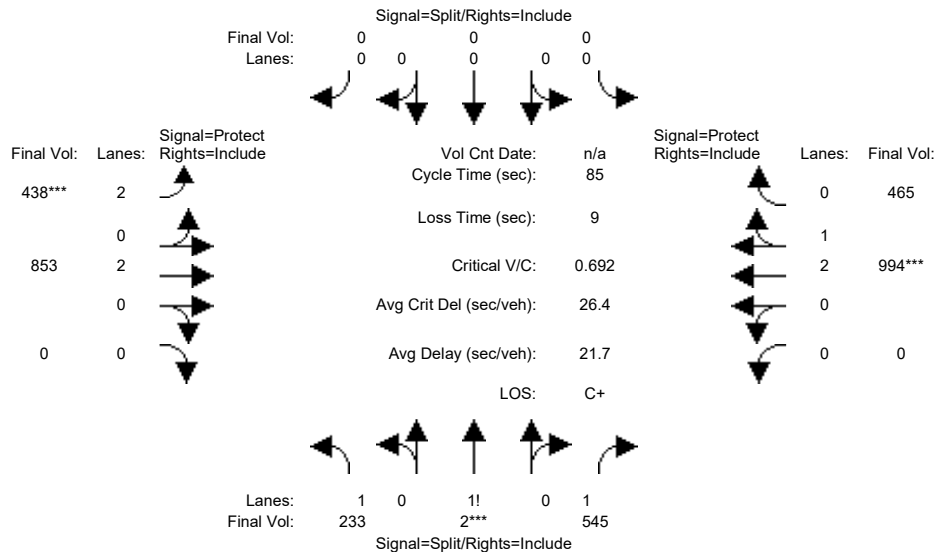 Signal=Split/Rights=Include
Final Vol: 0 0 0
Lanes: 0 0 0 0 0
Signal=Protect Signal=Protect
Final Vol: Lanes: Rights=Include Vol Cnt Date: n/a Rights=Include Lanes: Final Vol:
Cycle Time (sec): 85
438*** 2 0 465
Loss Time (sec): 9
0 1
853 2 Critical V/C: 0.692 2 994***
0 Avg Crit Del (sec/veh): 26.4 0
0 0 Avg Delay (sec/veh): 21.7 0 0
LOS: C+
Lanes: 1 0 1! 0 1
Final Vol: 233 2*** 545
Signal=Split/Rights=Include